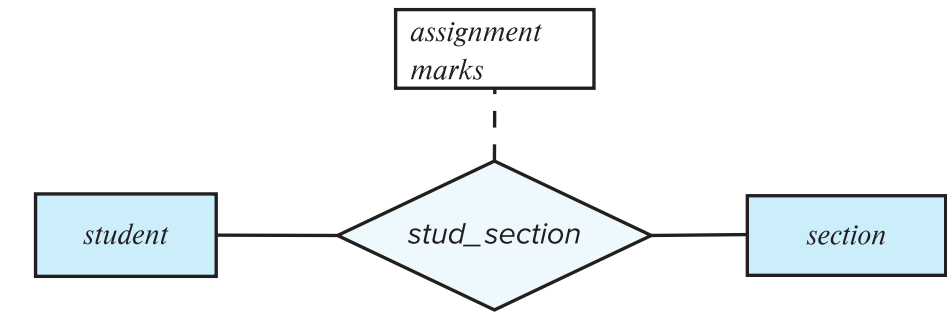 assignment
marks
student
stud_section
section